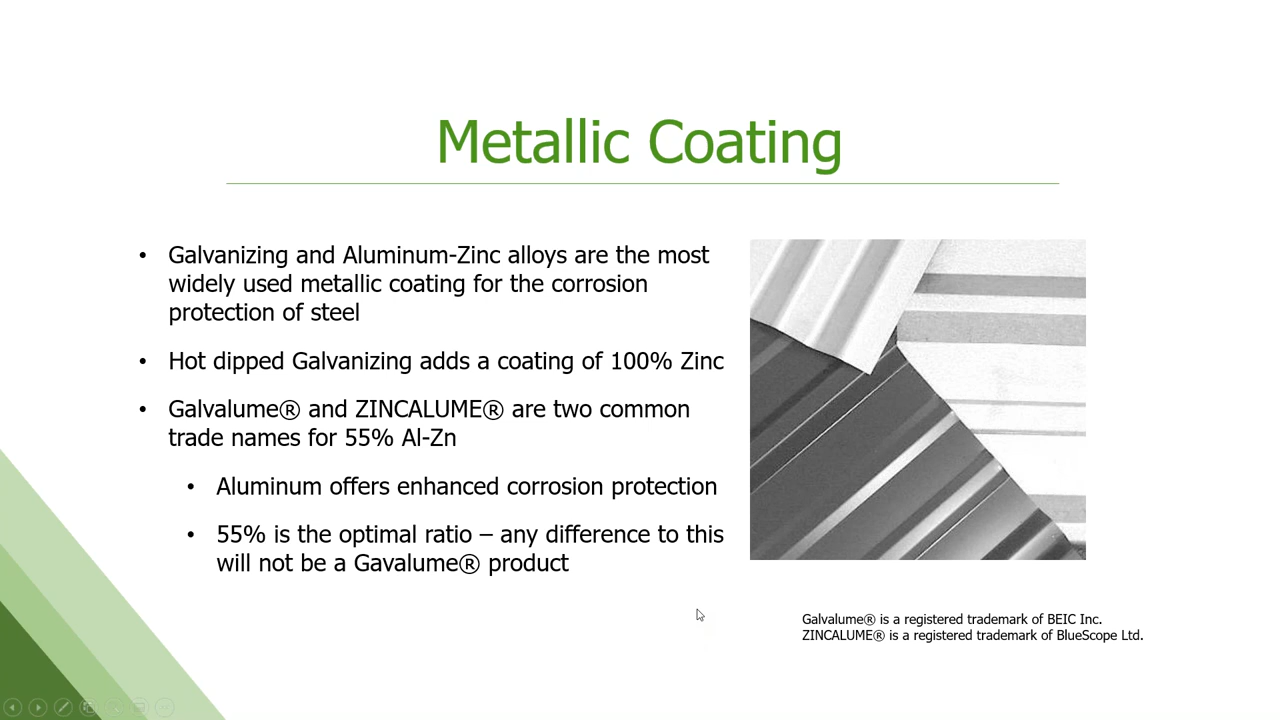 Metallic Coating
• Galvanizing and Aluminum-Zinc alloys are the most
widely used metallic coating for the corrosion
protection of steel
• Hot dipped Galvanizing adds a coating of 100% Zinc
• Galvalume® and ZINCALUME® are two common
trade names for 55% Al-Zn
• Aluminum offers enhanced corrosion protection
• 55% is the optimal ratio – any difference to this
will not be a Gavalume® product
Galvalume® is a registered trademark of BEIC Inc.
ZINCALUME® is a registered trademark of BlueScope Ltd.